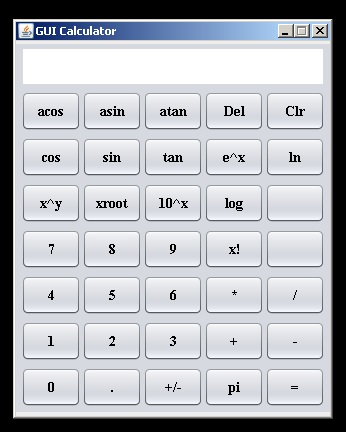 GUI Calculator
acos asin atan Del Clr
cos sin tan e^x ln
x^y xroot 10^x log
7 8 9 x!
4 5 6 * /
1 2 3 + -
0 . +/- pi =